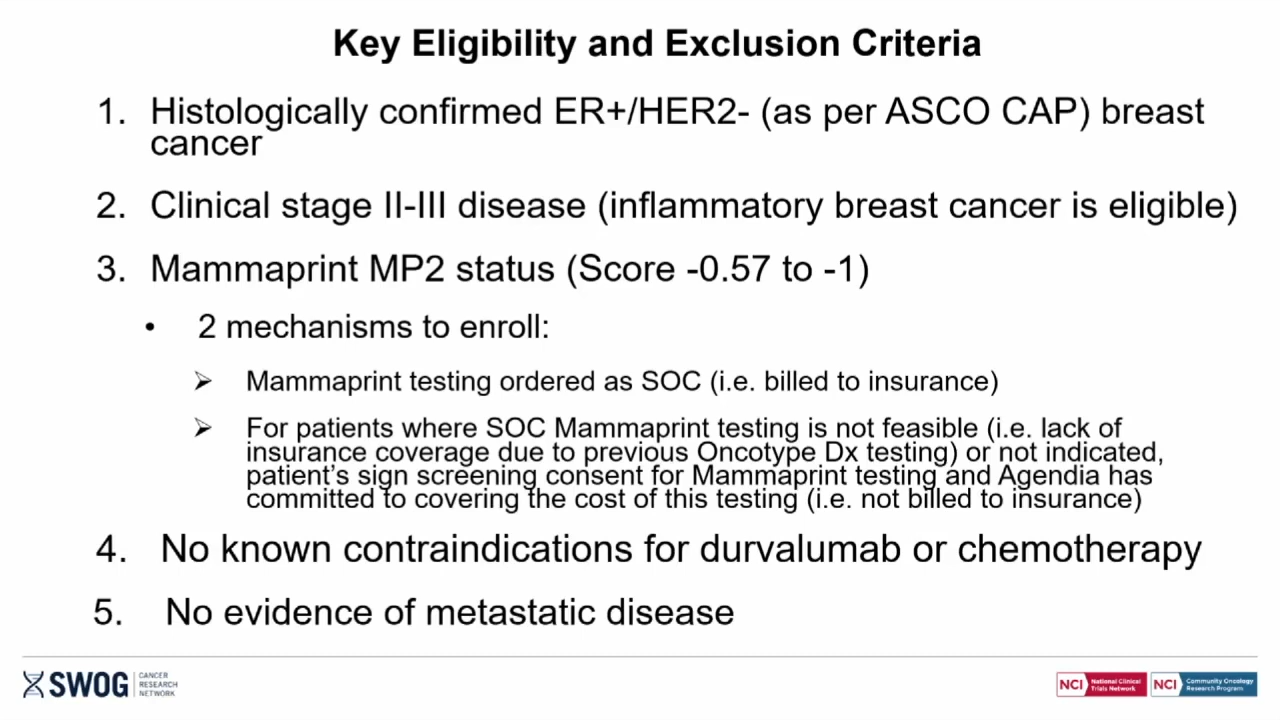 Key Eligibility and Exclusion Criteria
1. Histologically confirmed ER+/HER2- (as per ASCO CAP) breast
cancer
2. Clinical stage II-III disease (inflammatory breast cancer is eligible)
3. Mammaprint MP2 status (Score -0.57 to -1)
• 2 mechanisms to enroll:
➢ Mammaprint testing ordered as SOC (i.e. billed to insurance)
➢ For patients where SOC Mammaprint testing is not feasible (i.e. lack of
insurance coverage due to previous Oncotype Dx testing) or not indicated,
patient's sign screening consent for Mammaprint testing and Agendia has
committed to covering the cost of this testing (i.e. not billed to insurance)
4. No known contraindications for durvalumab or chemotherapy
5. No evidence of metastatic disease
SWOG
CANCER
RESEARCH
NETWORK
NCI
National Clinical
Trials Network
NCI
Community Oncology
Research Program